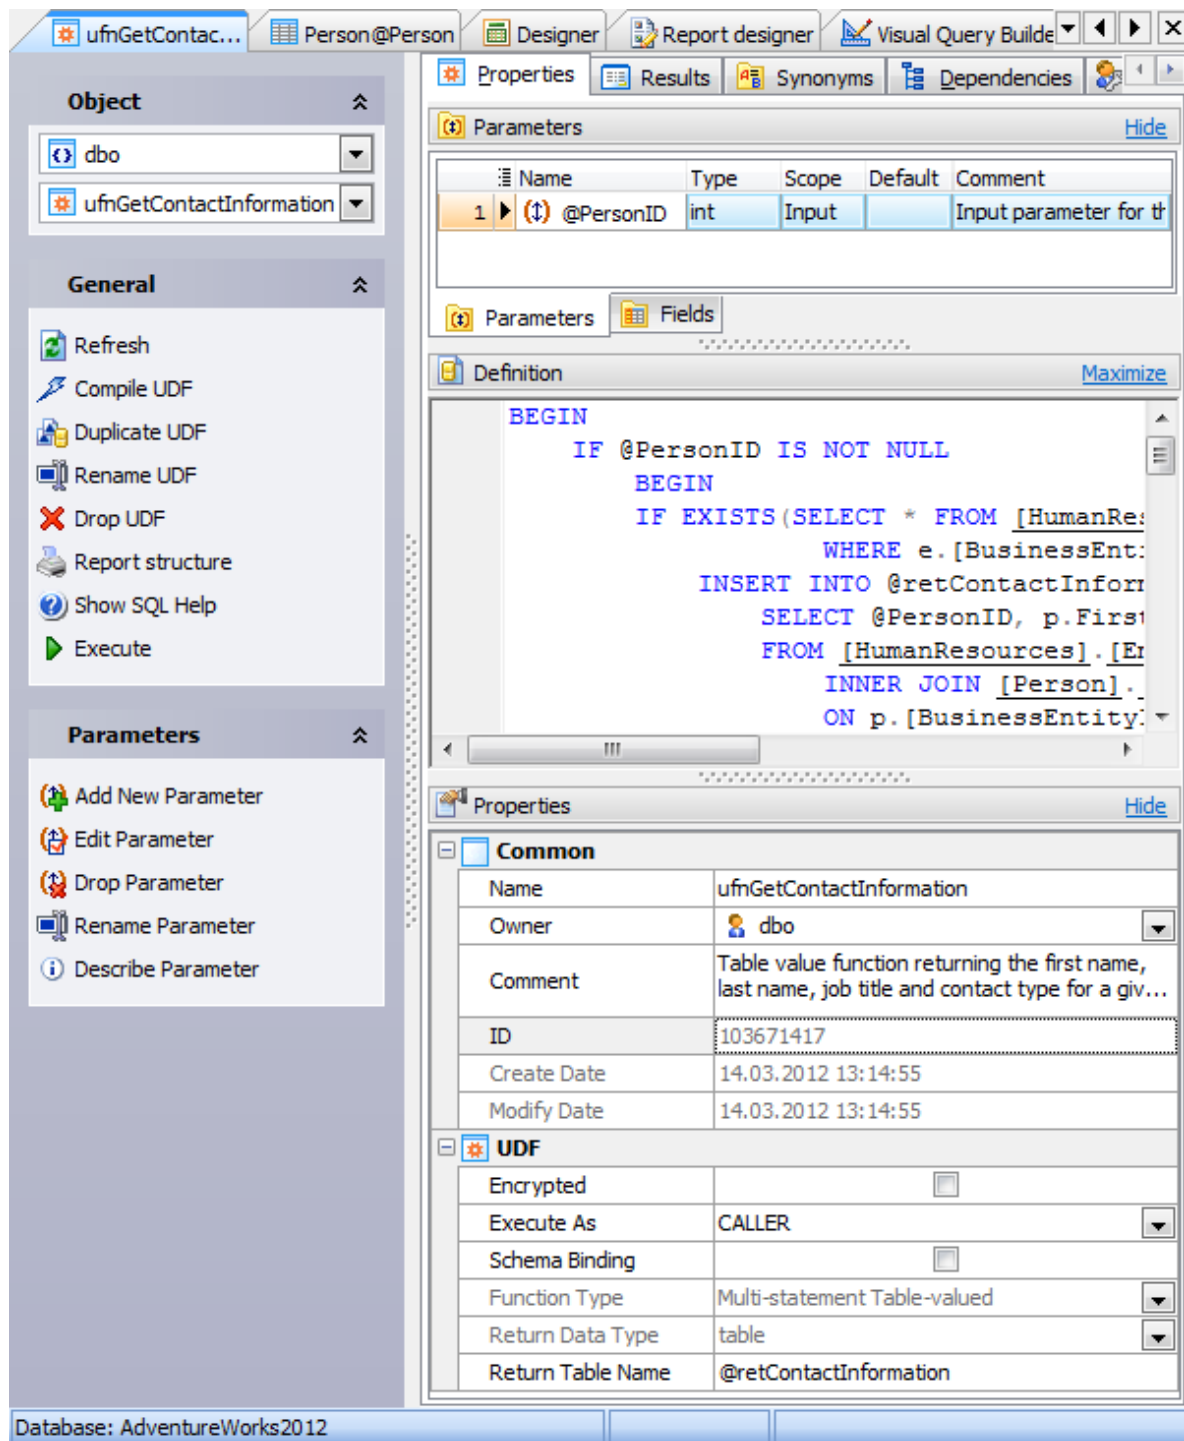 ufnGetContac... Person@Person Designer Report designer Visual Query Builde
Object
dbo
ufnGetContactInformation
General
Refresh
Compile UDF
Duplicate UDF
Rename UDF
Drop UDF
Report structure
Show SQL Help
Execute
Parameters
Add New Parameter
Edit Parameter
Drop Parameter
Rename Parameter
Describe Parameter
Properties Results Synonyms Dependencies
Parameters Hide
Name Type Scope Default Comment
1 @PersonID int Input Input parameter for th
Parameters Fields
Definition Maximize
BEGIN
IF @PersonID IS NOT NULL
BEGIN
IF EXISTS(SELECT * FROM [HumanRes
WHERE e.[BusinessEnt
INSERT INTO @retContactInform
SELECT @PersonID, p.First
FROM [HumanResources].[Em
INNER JOIN [Person].
ON p.[BusinessEntity
Properties Hide
Common
Name ufnGetContactInformation
Owner dbo
Comment Table value function returning the first name,
last name, job title and contact type for a giv...
ID 103671417
Create Date 14.03.2012 13:14:55
Modify Date 14.03.2012 13:14:55
UDF
Encrypted
Execute As CALLER
Schema Binding
Function Type Multi-statement Table-valued
Return Data Type table
Return Table Name @retContactInformation
Database: AdventureWorks2012